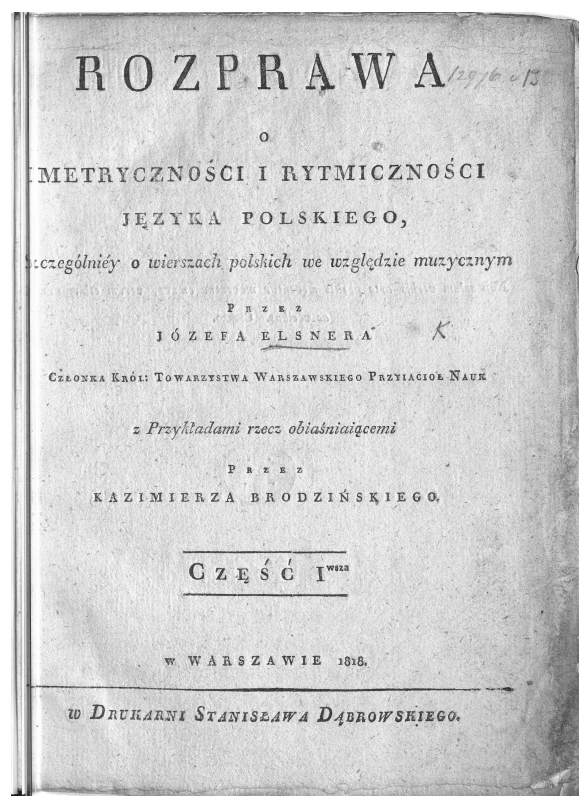 ROZPRAWA
O
METRYCZNOŚCI I RYTMICZNOŚCI
JĘZYKA POLSKIEGO,
szczególniéy o wierszach polskich we względzie muzycznym
PRZEZ
JÓZEFA ELSNERA
K
CZŁONKA KRÓL: TOWARZYSTWA WARSZAWSKIEGO PRZYIACIOŁ NAUK
z Przykładami rzecz obiaśniaiącemi
PRZEZ
KAZIMIERZA BRODZIŃSKIEGO.
CZĘŚĆ Iwsza
w WARSZAWIE 1818.
w DRUKARNI STANISŁAWA DĄBROWSKIEGO.